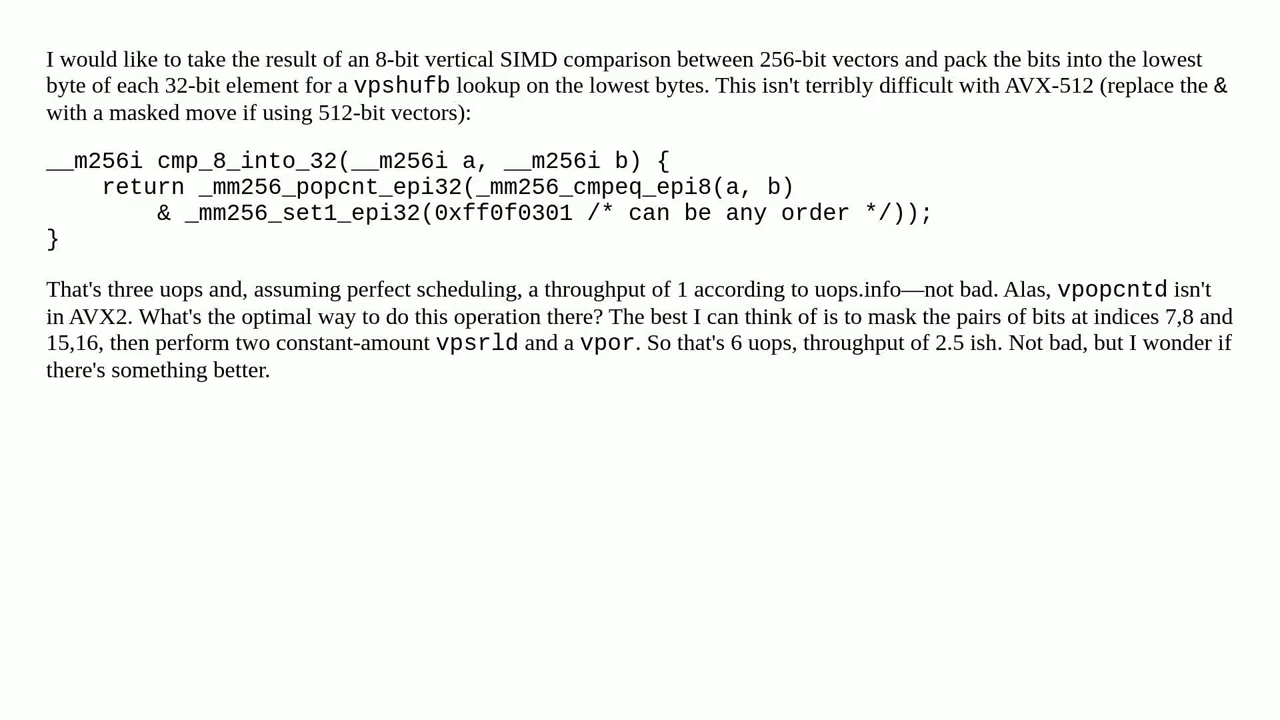 I would like to take the result of an 8-bit vertical SIMD comparison between 256-bit vectors and pack the bits into the lowest
byte of each 32-bit element for a vpshufb lookup on the lowest bytes. This isn't terribly difficult with AVX-512 (replace the &
with a masked move if using 512-bit vectors):
__m256i cmp_8_into_32(__m256i a, __m256i b) {
    return _mm256_popcnt_epi32(_mm256_cmpeq_epi8(a, b)
        & _mm256_set1_epi32(0xff0f0301 /* can be any order */));
}
That's three uops and, assuming perfect scheduling, a throughput of 1 according to uops.info—not bad. Alas, vpopcntd isn't
in AVX2. What's the optimal way to do this operation there? The best I can think of is to mask the pairs of bits at indices 7,8 and
15,16, then perform two constant-amount vpsrld and a vpor. So that's 6 uops, throughput of 2.5 ish. Not bad, but I wonder if
there's something better.